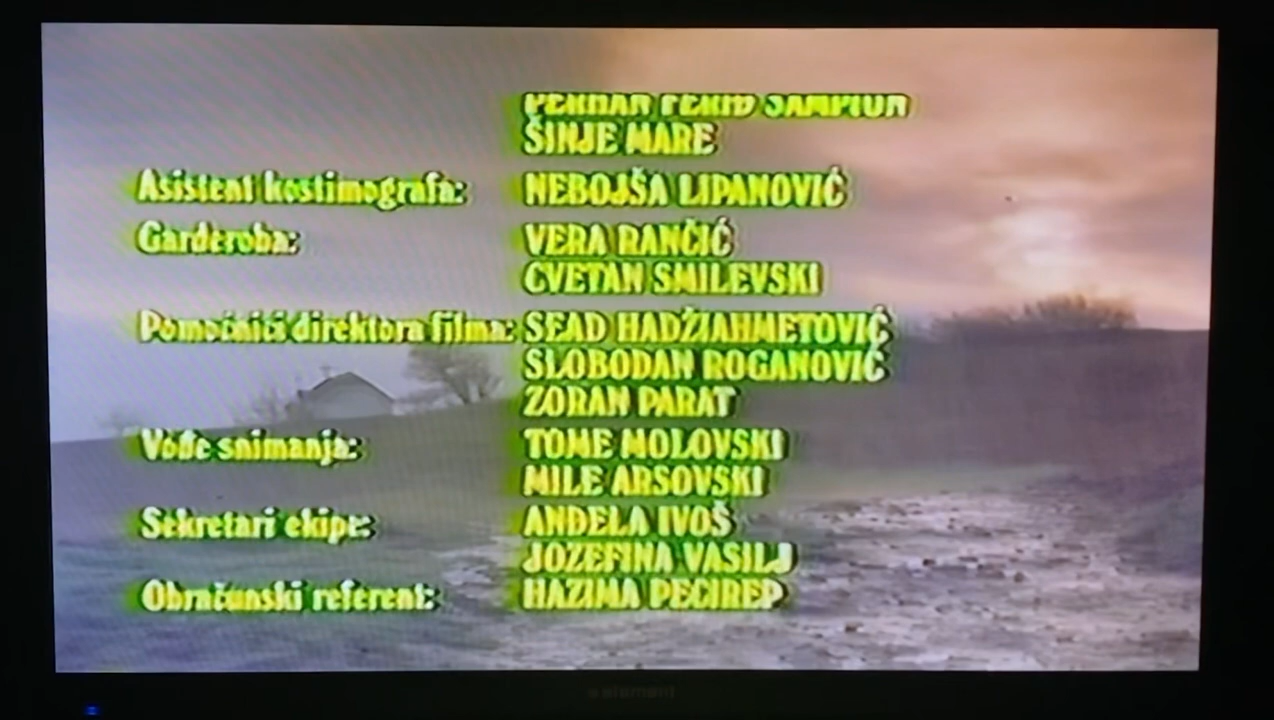 ŠINJE MARE
Asistent kostimografa: NEBOJŠA LIPANOVIĆ
Garderoba: VERA RANČIĆ
CVETAN SMILEVSKI
Pomoćnici direktora filma: SEAD HADŽIAHMETOVIĆ
SLOBODAN ROGANOVIĆ
ZORAN PARAT
Vođe snimanja: TOME MOLOVSKI
MILE ARSOVSKI
Sekretari ekipe: ANĐELA IVOŠ
JOZEFINA VASILJ
Obračunski referent: HAZIMA PECIREP
element